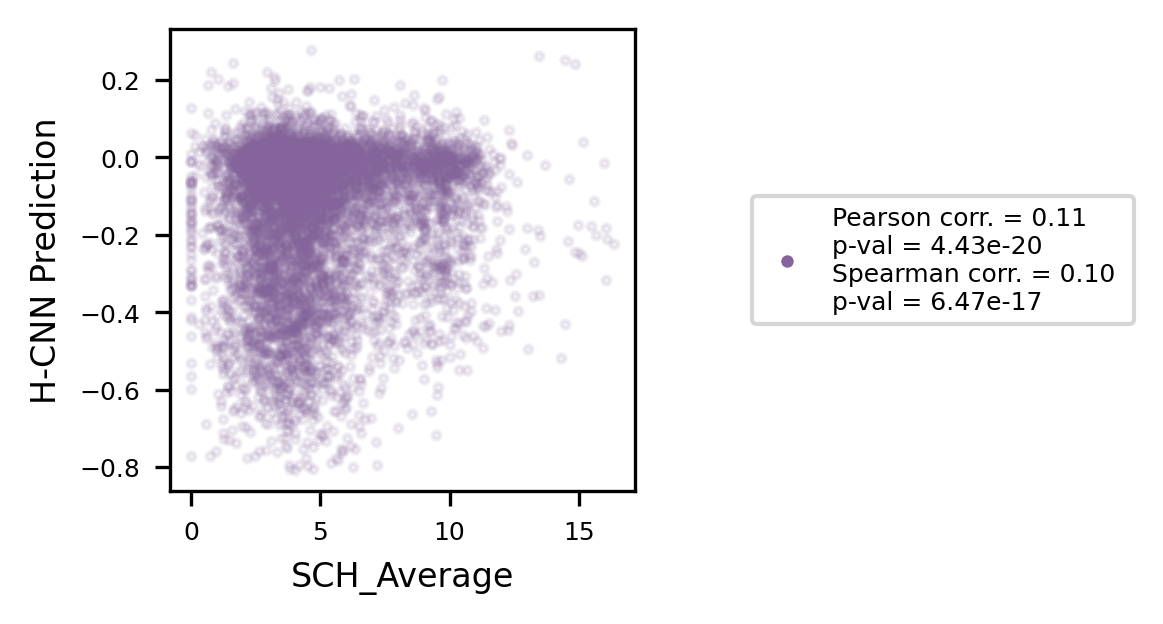 0.2
0.0
−0.2
−0.4
−0.6
−0.8
H-CNN Prediction
0
5
10
15
SCH_Average
Pearson corr. = 0.11
p-val = 4.43e-20
Spearman corr. = 0.10
p-val = 6.47e-17